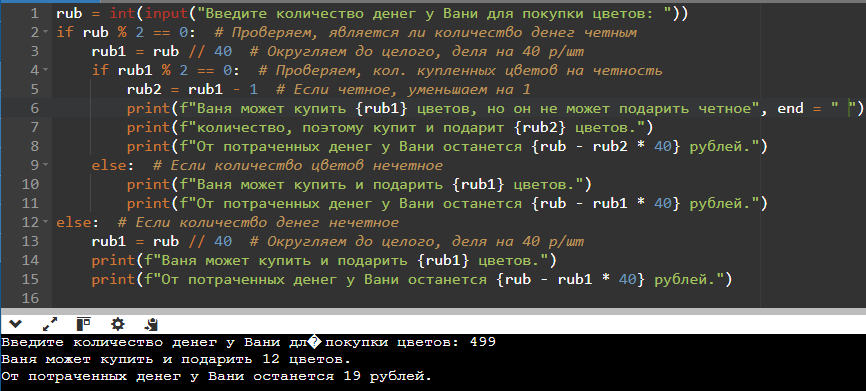 1 rub = int(input("Введите количество денег у Вани для покупки цветов: "))
2 if rub % 2 == 0:  # Проверяем, является ли количество денег четным
3     rub1 = rub // 40  # Округляем до целого, деля на 40 р/шт
4     if rub1 % 2 == 0:  # Проверяем, кол. купленных цветов на четность
5         rub2 = rub1 - 1  # Если четное, уменьшаем на 1
6         print(f"Ваня может купить {rub1} цветов, но он не может подарить четное", end = " ")
7         print(f"количество, поэтому купит и подарит {rub2} цветов.")
8         print(f"От потраченных денег у Вани останется {rub - rub2 * 40} рублей.")
9     else:  # Если количество цветов нечетное
10         print(f"Ваня может купить и подарить {rub1} цветов.")
11         print(f"От потраченных денег у Вани останется {rub - rub1 * 40} рублей.")
12 else:  # Если количество денег нечетное
13     rub1 = rub // 40  # Округляем до целого, деля на 40 р/шт
14     print(f"Ваня может купить и подарить {rub1} цветов.")
15     print(f"От потраченных денег у Вани останется {rub - rub1 * 40} рублей.")
16
Введите количество денег у Вани дл� покупки цветов: 499
Ваня может купить и подарить 12 цветов.
От потраченных денег у Вани останется 19 рублей.